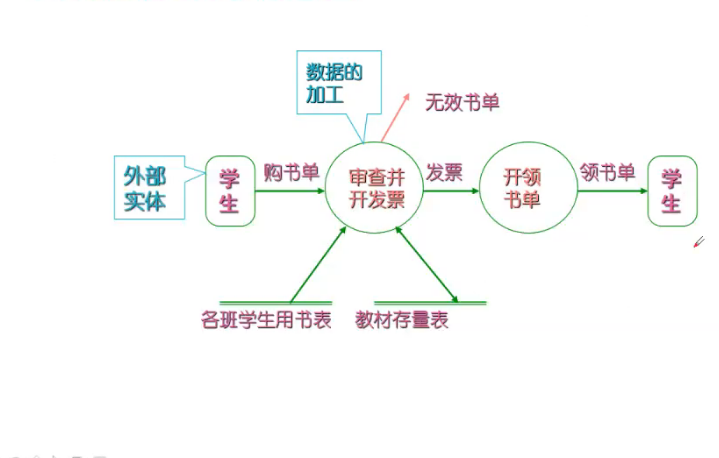 数据的
加工
无效书单
外部
实体
学
生
购书单
审查并
开发票
发票
开领
书单
领书单
学
生
各班学生用书表
教材存量表